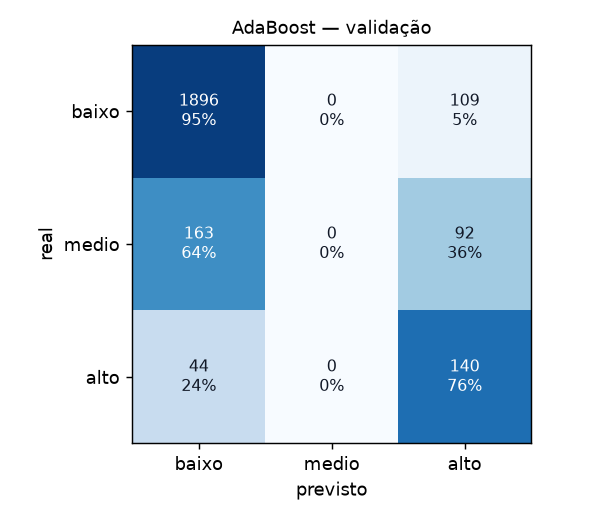 AdaBoost — validação
baixo
1896
95%
0
0%
109
5%
real
medio
163
64%
0
0%
92
36%
alto
44
24%
0
0%
140
76%
baixo
medio
alto
previsto